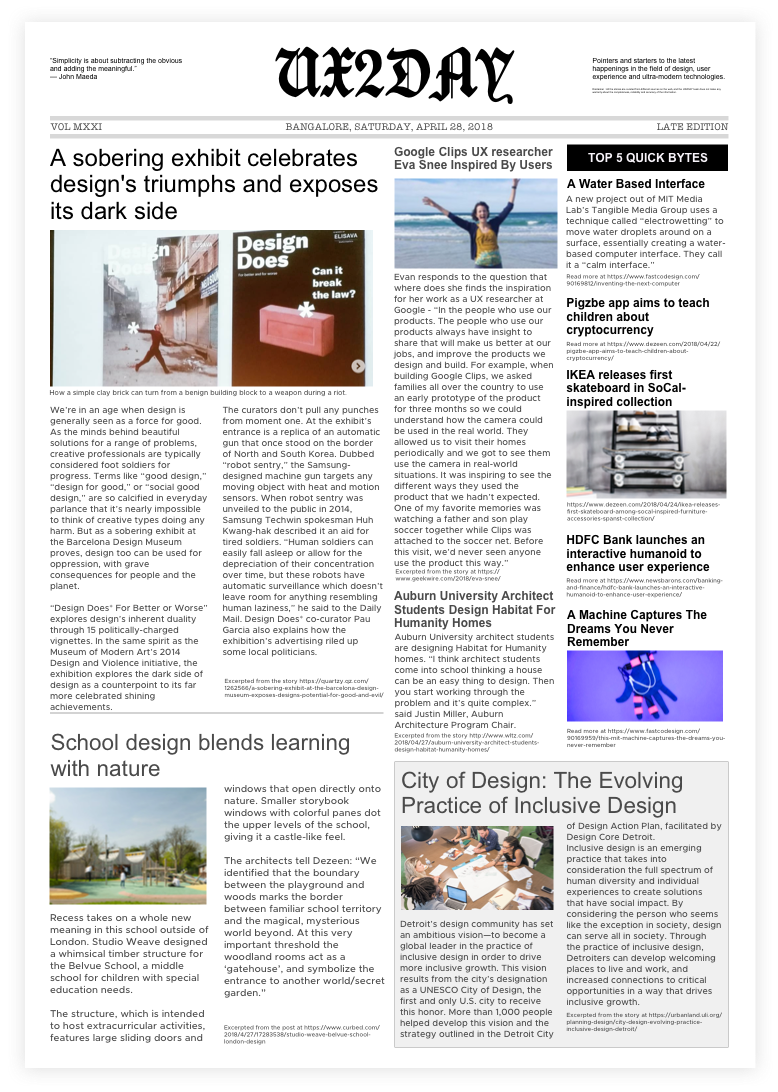 "Simplicity is about subtracting the obvious
and adding the meaningful."
— John Maeda
UX2DAY
Pointers and starters to the latest
happenings in the field of design, user
experience and ultra-modern technologies.
VOL MXXI
BANGALORE, SATURDAY, APRIL 28, 2018
LATE EDITION
A sobering exhibit celebrates
design's triumphs and exposes
its dark side
Design
Does
ELISAVA
Design
Does
For better and for worse
ELISAVA
Can it
break
the law?
*
*
How a simple clay brick can turn from a benign building block to a weapon during a riot.
We're in an age when design is
generally seen as a force for good.
As the minds behind beautiful
solutions for a range of problems,
creative professionals are typically
considered foot soldiers for
progress. Terms like "good design,"
"design for good," or "social good
design," are so calcified in everyday
parlance that it's nearly impossible
to think of creative types doing any
harm. But as a sobering exhibit at
the Barcelona Design Museum
proves, design too can be used for
oppression, with grave
consequences for people and the
planet.
"Design Does* For Better or Worse"
explores design's inherent duality
through 15 politically-charged
vignettes. In the same spirit as the
Museum of Modern Art's 2014
Design and Violence initiative, the
exhibition explores the dark side of
design as a counterpoint to its far
more celebrated shining
achievements.
The curators don't pull any punches
from moment one. At the exhibit's
entrance is a replica of an automatic
gun that once stood on the border
of North and South Korea. Dubbed
"robot sentry," the Samsung-
designed machine gun targets any
moving object with heat and motion
sensors. When robot sentry was
unveiled to the public in 2014,
Samsung Techwin spokesman Huh
Kwang-hak described it an aid for
tired soldiers. "Human soldiers can
easily fall asleep or allow for the
depreciation of their concentration
over time, but these robots have
automatic surveillance which doesn't
leave room for anything resembling
human laziness," he said to the Daily
Mail. Design Does* co-curator Pau
Garcia also explains how the
exhibition's advertising riled up
some local politicians.
Excerpted from the story https://quartzy.qz.com/
1262566/a-sobering-exhibit-at-the-barcelona-design-
museum-exposes-designs-potential-for-good-and-evil/
School design blends learning
with nature
Recess takes on a whole new
meaning in this school outside of
London. Studio Weave designed
a whimsical timber structure for
the Belvue School, a middle
school for children with special
education needs.
The structure, which is intended
to host extracurricular activities,
features large sliding doors and
windows that open directly onto
nature. Smaller storybook
windows with colorful panes dot
the upper levels of the school,
giving it a castle-like feel.
The architects tell Dezeen: "We
identified that the boundary
between the playground and
woods marks the border
between familiar school territory
and the magical, mysterious
world beyond. At this very
important threshold the
woodland rooms act as a
'gatehouse', and symbolize the
entrance to another world/secret
garden."
Excerpted from the post at https://www.curbed.com/
2018/4/27/17283538/studio-weave-belvue-school-
london-design
Google Clips UX researcher
Eva Snee Inspired By Users
Evan responds to the question that
where does she finds the inspiration
for her work as a UX researcher at
Google - "In the people who use our
products. The people who use our
products always have insight to
share that will make us better at our
jobs, and improve the products we
design and build. For example, when
building Google Clips, we asked
families all over the country to use
an early prototype of the product
for three months so we could
understand how the camera could
be used in the real world. They
allowed us to visit their homes
periodically and we got to see them
use the camera in real-world
situations. It was inspiring to see the
different ways they used the
product that we hadn't expected.
One of my favorite memories was
watching a father and son play
soccer together while Clips was
attached to the soccer net. Before
this visit, we'd never seen anyone
use the product this way."
Excerpted from the story at https://
www.geekwire.com/2018/eva-snee/
Auburn University Architect
Students Design Habitat For
Humanity Homes
Auburn University architect students
are designing Habitat for Humanity
homes. "I think architect students
come into school thinking a house
can be an easy thing to design. Then
you start working through the
problem and it's quite complex."
said Justin Miller, Auburn
Architecture Program Chair.
Excerpted from the story http://www.wltz.com/
2018/04/27/auburn-university-architect-students-
design-habitat-humanity-homes/
TOP 5 QUICK BYTES
A Water Based Interface
A new project out of MIT Media
Lab's Tangible Media Group uses a
technique called "electrowetting" to
move water droplets around on a
surface, essentially creating a water-
based computer interface. They call
it a "calm interface."
Read more at https://www.fastcodesign.com/
90169812/inventing-the-next-computer
Pigzbe app aims to teach
children about
cryptocurrency
Read more at https://www.dezeen.com/2018/04/22/
pigzbe-app-aims-to-teach-children-about-
cryptocurrency/
IKEA releases first
skateboard in SoCal-
inspired collection
https://www.dezeen.com/2018/04/24/ikea-releases-
first-skateboard-among-socal-inspired-furniture-
accessories-spanst-collection/
HDFC Bank launches an
interactive humanoid to
enhance user experience
Read more at https://www.newsbarons.com/banking-
and-finance/hdfc-bank-launches-an-interactive-
humanoid-to-enhance-user-experience/
A Machine Captures The
Dreams You Never
Remember
Read more at https://www.fastcodesign.com/
90169959/this-mit-machine-captures-the-dreams-you-
never-remember
City of Design: The Evolving
Practice of Inclusive Design
Detroit's design community has set
an ambitious vision—to become a
global leader in the practice of
inclusive design in order to drive
more inclusive growth. This vision
results from the city's designation
as a UNESCO City of Design, the
first and only U.S. city to receive
this honor. More than 1,000 people
helped develop this vision and the
strategy outlined in the Detroit City
of Design Action Plan, facilitated by
Design Core Detroit.
Inclusive design is an emerging
practice that takes into
consideration the full spectrum of
human diversity and individual
experiences to create solutions
that have social impact. By
considering the person who seems
like the exception in society, design
can serve all in society. Through
the practice of inclusive design,
Detroiters can develop welcoming
places to live and work, and
increased connections to critical
opportunities in a way that drives
inclusive growth.
Excerpted from the story at https://urbanland.uli.org/
planning-design/city-design-evolving-practice-
inclusive-design-detroit/